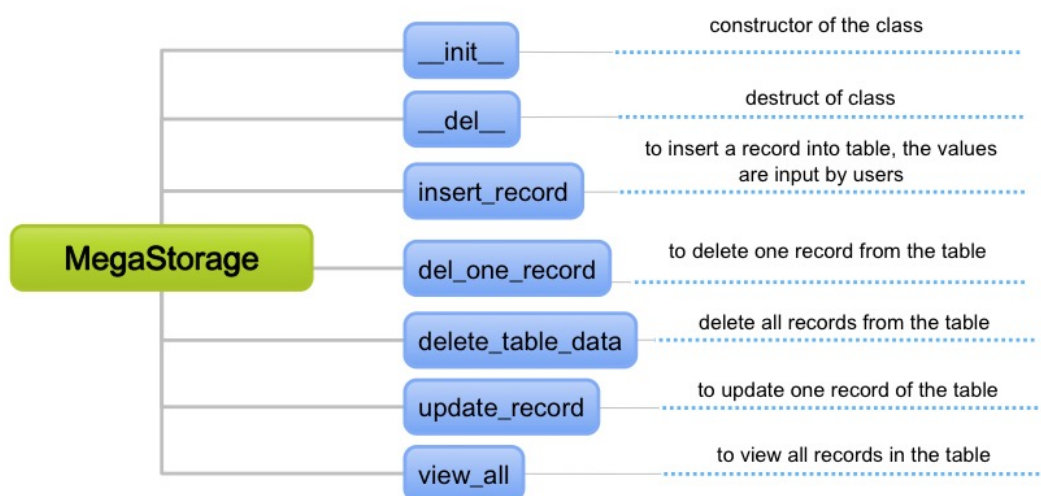 constructor of the class
__init__
destruct of class
__del__
to insert a record into table, the values
are input by users
insert_record
MegaStorage
to delete one record from the table
del_one_record
delete all records from the table
delete_table_data
to update one record of the table
update_record
to view all records in the table
view_all